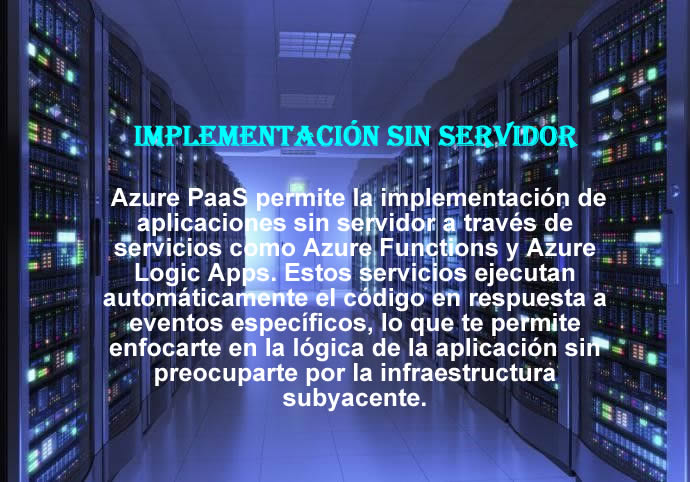 IMPLEMENTACIÓN SIN SERVIDOR
Azure PaaS permite la implementación de
aplicaciones sin servidor a través de
servicios como Azure Functions y Azure
Logic Apps. Estos servicios ejecutan
automáticamente el código en respuesta a
eventos específicos, lo que te permite
enfocarte en la lógica de la aplicación sin
preocuparte por la infraestructura
subyacente.